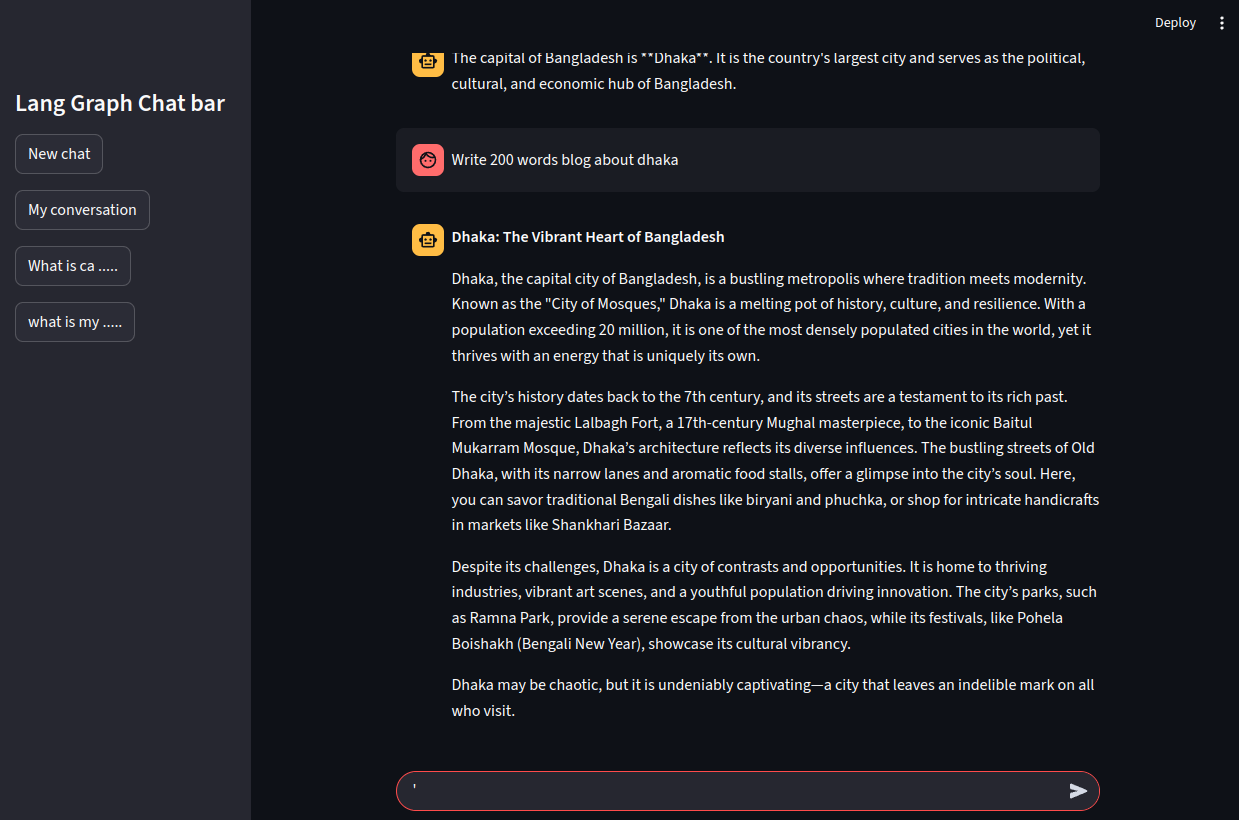 Deploy
Lang Graph Chat bar
New chat
My conversation
What is ca .....
what is my .....
The capital of Bangladesh is **Dhaka**. It is the country's largest city and serves as the political,
cultural, and economic hub of Bangladesh.
Write 200 words blog about dhaka
Dhaka: The Vibrant Heart of Bangladesh
Dhaka, the capital city of Bangladesh, is a bustling metropolis where tradition meets modernity.
Known as the "City of Mosques," Dhaka is a melting pot of history, culture, and resilience. With a
population exceeding 20 million, it is one of the most densely populated cities in the world, yet it
thrives with an energy that is uniquely its own.
The city’s history dates back to the 7th century, and its streets are a testament to its rich past.
From the majestic Lalbagh Fort, a 17th-century Mughal masterpiece, to the iconic Baitul
Mukarram Mosque, Dhaka’s architecture reflects its diverse influences. The bustling streets of Old
Dhaka, with its narrow lanes and aromatic food stalls, offer a glimpse into the city’s soul. Here,
you can savor traditional Bengali dishes like biryani and phuchka, or shop for intricate handicrafts
in markets like Shankhari Bazaar.
Despite its challenges, Dhaka is a city of contrasts and opportunities. It is home to thriving
industries, vibrant art scenes, and a youthful population driving innovation. The city’s parks, such
as Ramna Park, provide a serene escape from the urban chaos, while its festivals, like Pohela
Boishakh (Bengali New Year), showcase its cultural vibrancy.
Dhaka may be chaotic, but it is undeniably captivating—a city that leaves an indelible mark on all
who visit.
'